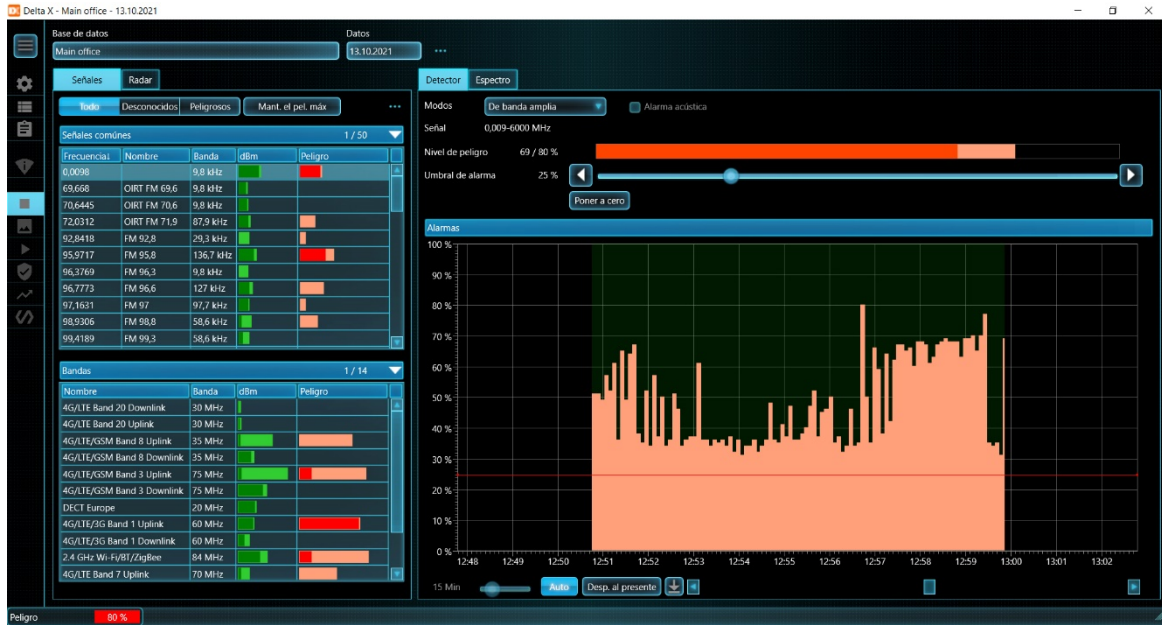 Delta X - Main office - 13.10.2021
Base de datos Datos
Main office 13.10.2021 ...
Señales Radar
Todo Desconocidos Peligrosos Mant. el pel. máx ...
Señales comúnes 1 / 50
Frecuencia Nombre Banda dBm Peligro
0,0098 9,8 kHz
69,668 OIRT FM 69,6 9,8 kHz
70,6445 OIRT FM 70,6 9,8 kHz
72,0312 OIRT FM 71,9 87,9 kHz
92,8418 FM 92,8 29,3 kHz
95,9717 FM 95,8 136,7 kHz
96,3769 FM 96,3 9,8 kHz
96,7773 FM 96,6 127 kHz
97,1631 FM 97 97,7 kHz
98,9306 FM 98,8 58,6 kHz
99,4189 FM 99,3 58,6 kHz
Bandas 1 / 14
Nombre Banda dBm Peligro
4G/LTE Band 20 Downlink 30 MHz
4G/LTE Band 20 Uplink 30 MHz
4G/LTE/GSM Band 8 Uplink 35 MHz
4G/LTE/GSM Band 8 Downlink 35 MHz
4G/LTE/GSM Band 3 Uplink 75 MHz
4G/LTE/GSM Band 3 Downlink 75 MHz
DECT Europe 20 MHz
4G/LTE/3G Band 1 Uplink 60 MHz
4G/LTE/3G Band 1 Downlink 60 MHz
2.4 GHz Wi-Fi/BT/ZigBee 84 MHz
4G/LTE Band 7 Uplink 70 MHz
Detector Espectro
Modos De banda amplia Alarma acústica
Señal 0,009-6000 MHz
Nivel de peligro 69 / 80 %
Umbral de alarma 25 %
Poner a cero
Alarmas
100 %
90 %
80 %
70 %
60 %
50 %
40 %
30 %
20 %
10 %
0 %
12:48 12:49 12:50 12:51 12:52 12:53 12:54 12:55 12:56 12:57 12:58 12:59 13:00 13:01 13:02
15 Min Auto Desp. al presente
Peligro 80 %